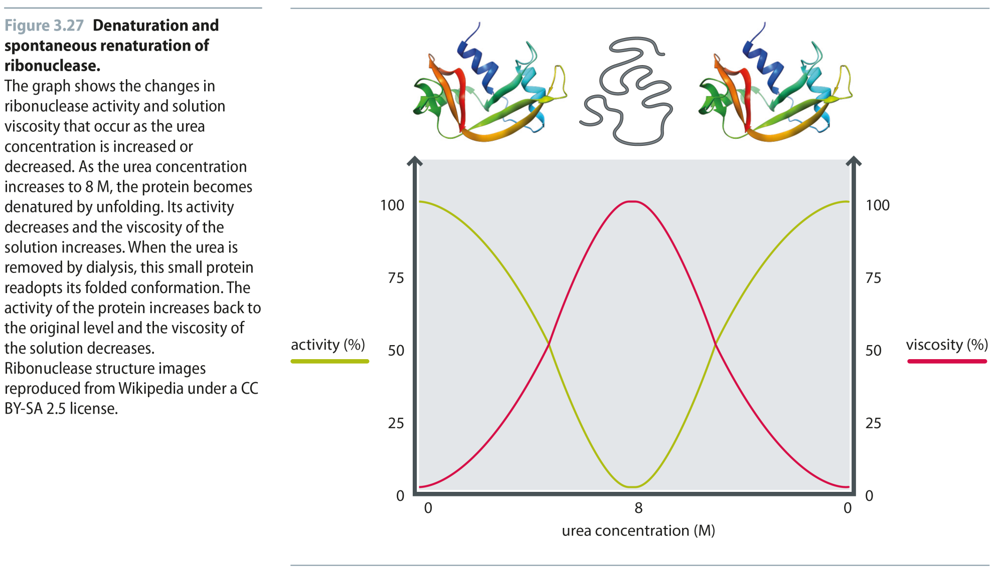 Figure 3.27 Denaturation and
spontaneous renaturation of
ribonuclease.
The graph shows the changes in
ribonuclease activity and solution
viscosity that occur as the urea
concentration is increased or
decreased. As the urea concentration
increases to 8 M, the protein becomes
denatured by unfolding. Its activity
decreases and the viscosity of the
solution increases. When the urea is
removed by dialysis, this small protein
readopts its folded conformation. The
activity of the protein increases back to
the original level and the viscosity of
the solution decreases.
Ribonuclease structure images
reproduced from Wikipedia under a CC
BY-SA 2.5 license.
activity (%)
100
75
50
25
0
100
75
50
25
0
viscosity (%)
0 8 0
urea concentration (M)